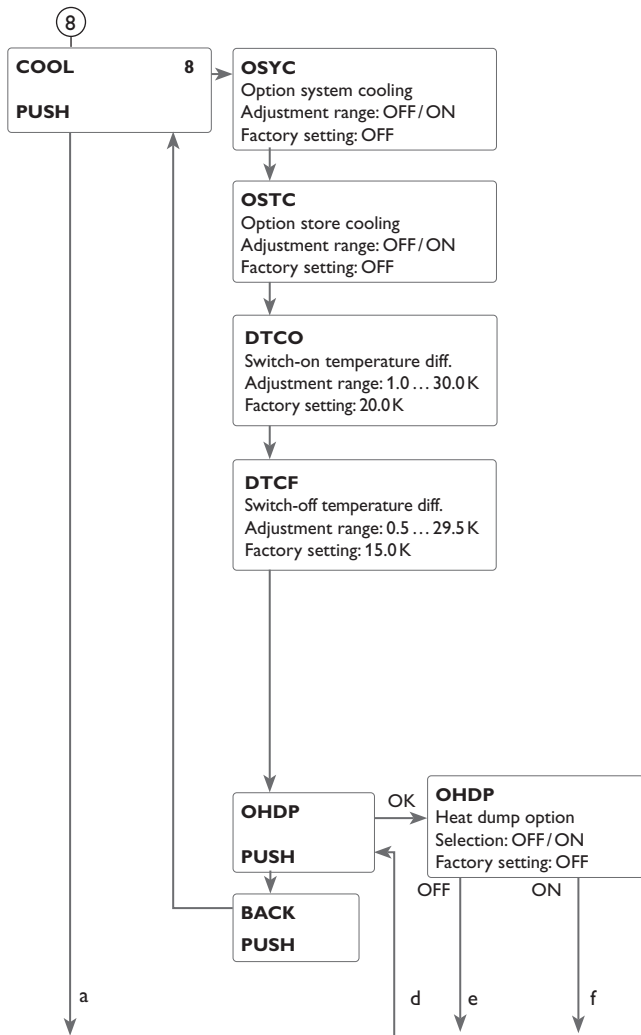 8
COOL 8
PUSH
OSYC
Option system cooling
Adjustment range: OFF/ON
Factory setting: OFF
OSTC
Option store cooling
Adjustment range: OFF/ON
Factory setting: OFF
DTCO
Switch-on temperature diff.
Adjustment range: 1.0 … 30.0 K
Factory setting: 20.0 K
DTCF
Switch-off temperature diff.
Adjustment range: 0.5 … 29.5 K
Factory setting: 15.0 K
OHDP
PUSH
OK
OHDP
Heat dump option
Selection: OFF/ON
Factory setting: OFF
OFF ON
BACK
PUSH
a d e f